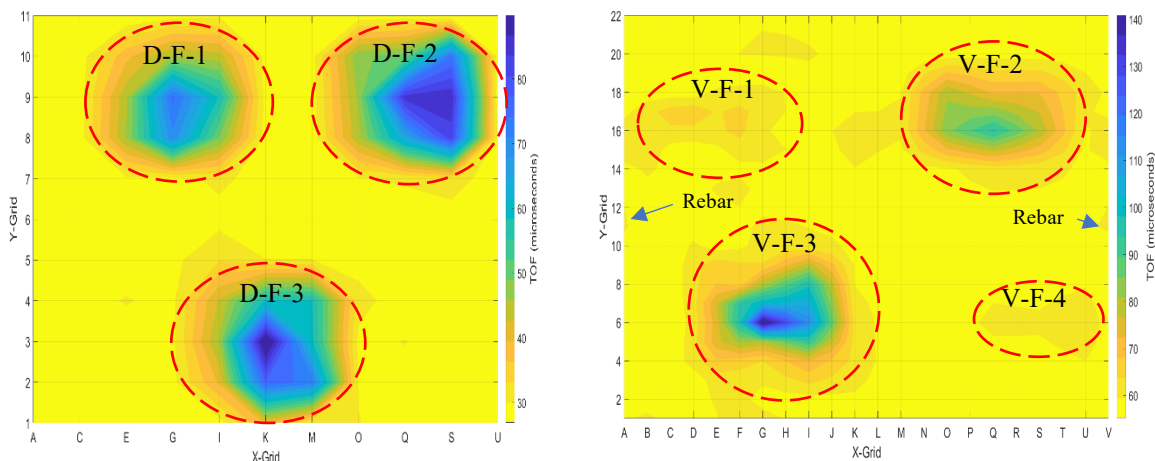 11
10
9
8
7
6
5
4
3
2
1
Y-Grid
A C E G I K M O Q S U
X-Grid
D-F-1
D-F-2
D-F-3
80
70
60
50
40
30
TOF (microseconds)
22
20
18
16
14
12
10
8
6
4
2
Y-Grid
A B C D E F G H I J K L M N O P Q R S T U V
X-Grid
V-F-1
V-F-2
Rebar
Rebar
V-F-3
V-F-4
140
130
120
110
100
90
80
70
60
TOF (microseconds)